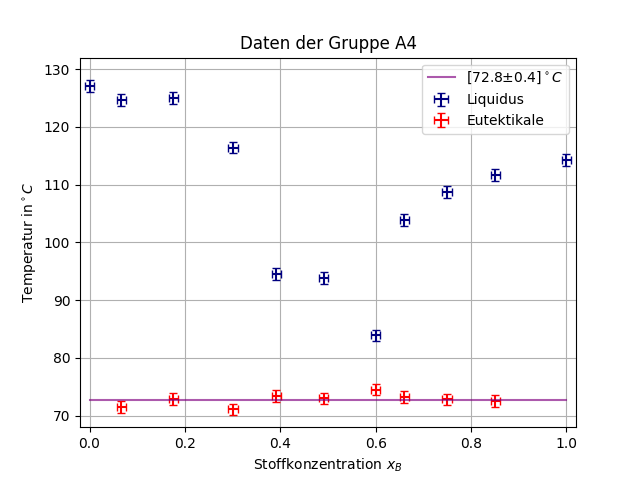 Daten der Gruppe A4
[72.8±0.4]°C
Liquidus
Eutektikale
Temperatur in °C
130
120
110
100
90
80
70
0.0 0.2 0.4 0.6 0.8 1.0
Stoffkonzentration x_B